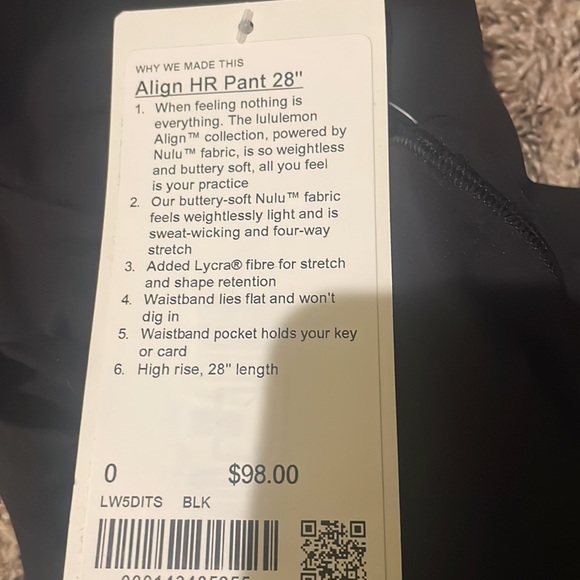 WHY WE MADE THIS
Align HR Pant 28"
1. When feeling nothing is
everything. The lululemon
Align™ collection, powered by
Nulu™ fabric, is so weightless
and buttery soft, all you feel
is your practice
2. Our buttery-soft Nulu™ fabric
feels weightlessly light and is
sweat-wicking and four-way
stretch
3. Added Lycra® fibre for stretch
and shape retention
4. Waistband lies flat and won't
dig in
5. Waistband pocket holds your key
or card
6. High rise, 28" length
0 $98.00
LW5DITS BLK